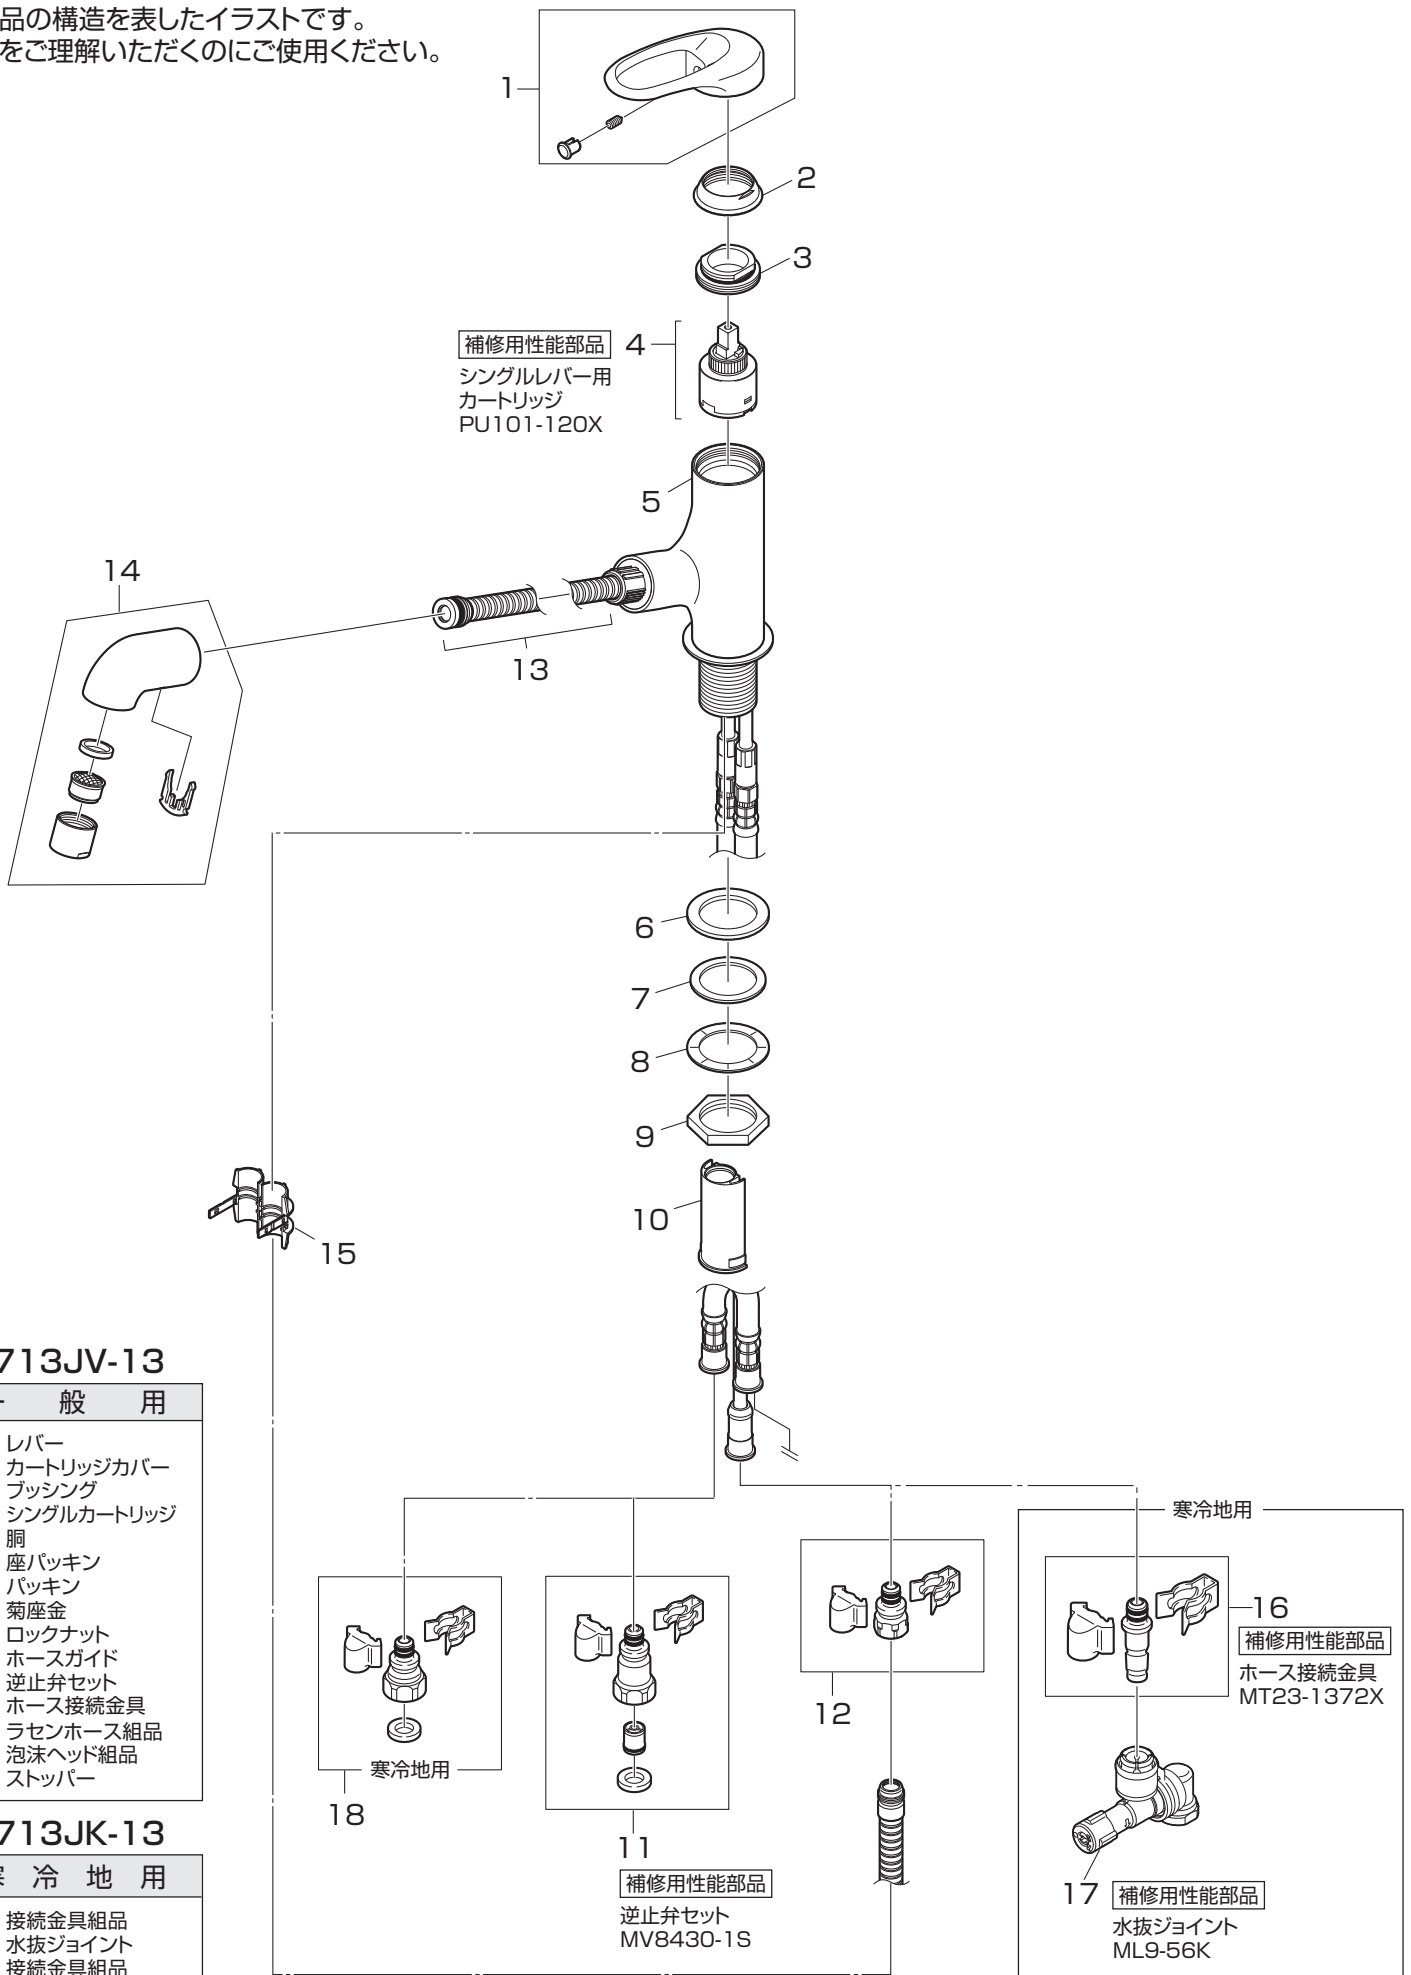 品の構造を表したイラストです。
をご理解いただくのにご使用ください。
1
2
3
補修用性能部品
4
シングルレバー用
カートリッジ
PU101-120X
5
14
13
6
7
8
9
10
15
713JV-13
般 用
レバー
カートリッジカバー
ブッシング
シングルカートリッジ
胴
座パッキン
パッキン
菊座金
ロックナット
ホースガイド
逆止弁セット
ホース接続金具
ラセンホース組品
泡沫ヘッド組品
ストッパー
713JK-13
冷 地 用
接続金具組品
水抜ジョイント
接続金具組品
寒冷地用
18
11
補修用性能部品
逆止弁セット
MV8430-1S
12
寒冷地用
16
補修用性能部品
ホース接続金具
MT23-1372X
17
補修用性能部品
水抜ジョイント
ML9-56K